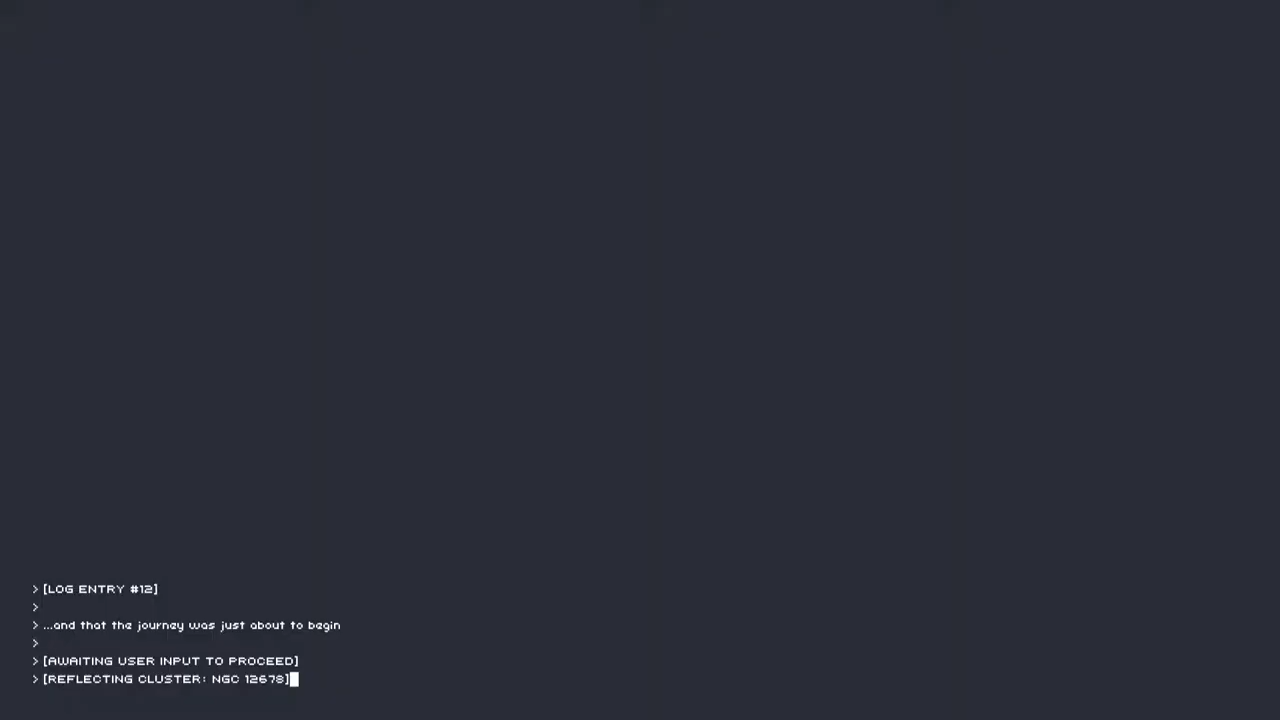 > [LOG ENTRY #12]
>
> ...and that the journey was just about to begin
>
> [AWAITING USER INPUT TO PROCEED]
> [REFLECTING CLUSTER: NGC 12678]